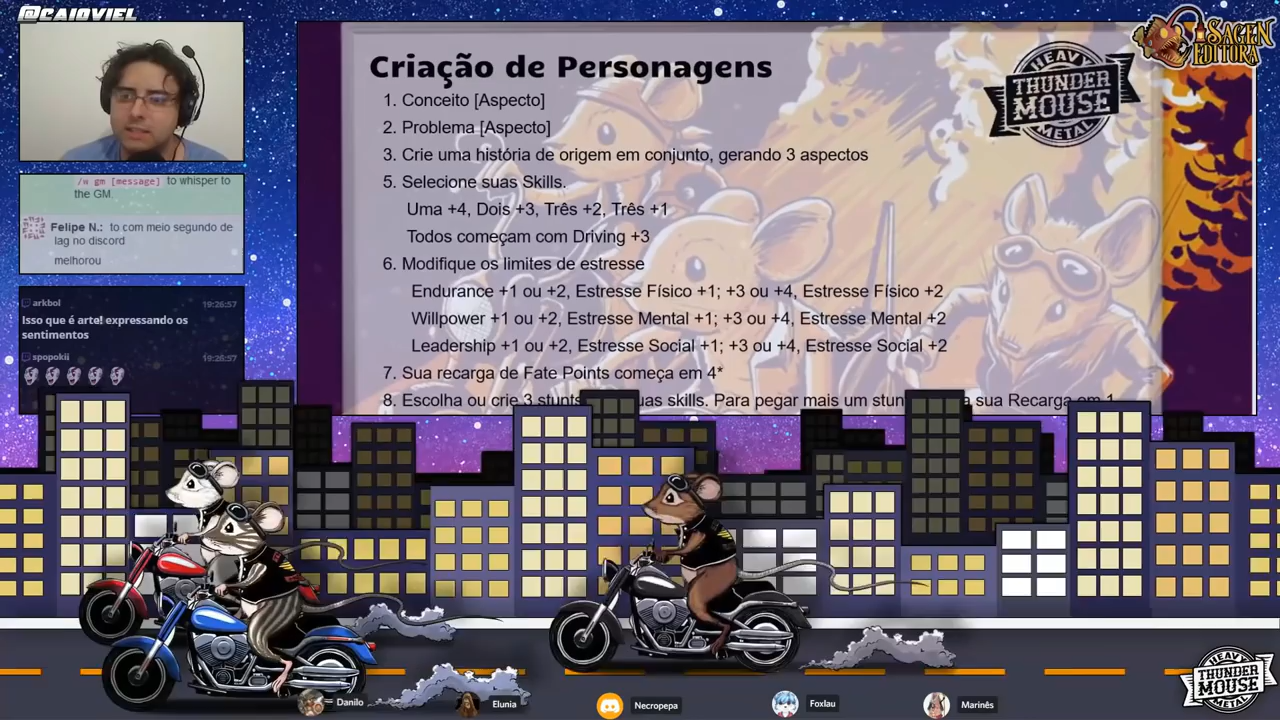 @CAIOVIEL
/w gm [message] to whisper to
the GM.
Felipe N.: to com meio segundo de
lag no discord
melhorou
arkbol 19:26:57
Isso que é arte! expressando os
sentimentos
spopokii 19:26:57
Criação de Personagens
1. Conceito [Aspecto]
2. Problema [Aspecto]
3. Crie uma história de origem em conjunto, gerando 3 aspectos
5. Selecione suas Skills.
Uma +4, Dois +3, Três +2, Três +1
Todos começam com Driving +3
6. Modifique os limites de estresse
Endurance +1 ou +2, Estresse Físico +1; +3 ou +4, Estresse Físico +2
Willpower +1 ou +2, Estresse Mental +1; +3 ou +4, Estresse Mental +2
Leadership +1 ou +2, Estresse Social +1; +3 ou +4, Estresse Social +2
7. Sua recarga de Fate Points começa em 4*
8. Escolha ou crie 3 stunts uas skills. Para pegar mais um stun a sua Recarga em 1
HEAVY
THUNDER
MOUSE
METAL
ISAGEN
EDITORA
Danilo
Elunia
Necropepa
Foxlau
Marinês
HEAVY
THUNDER
MOUSE
METAL